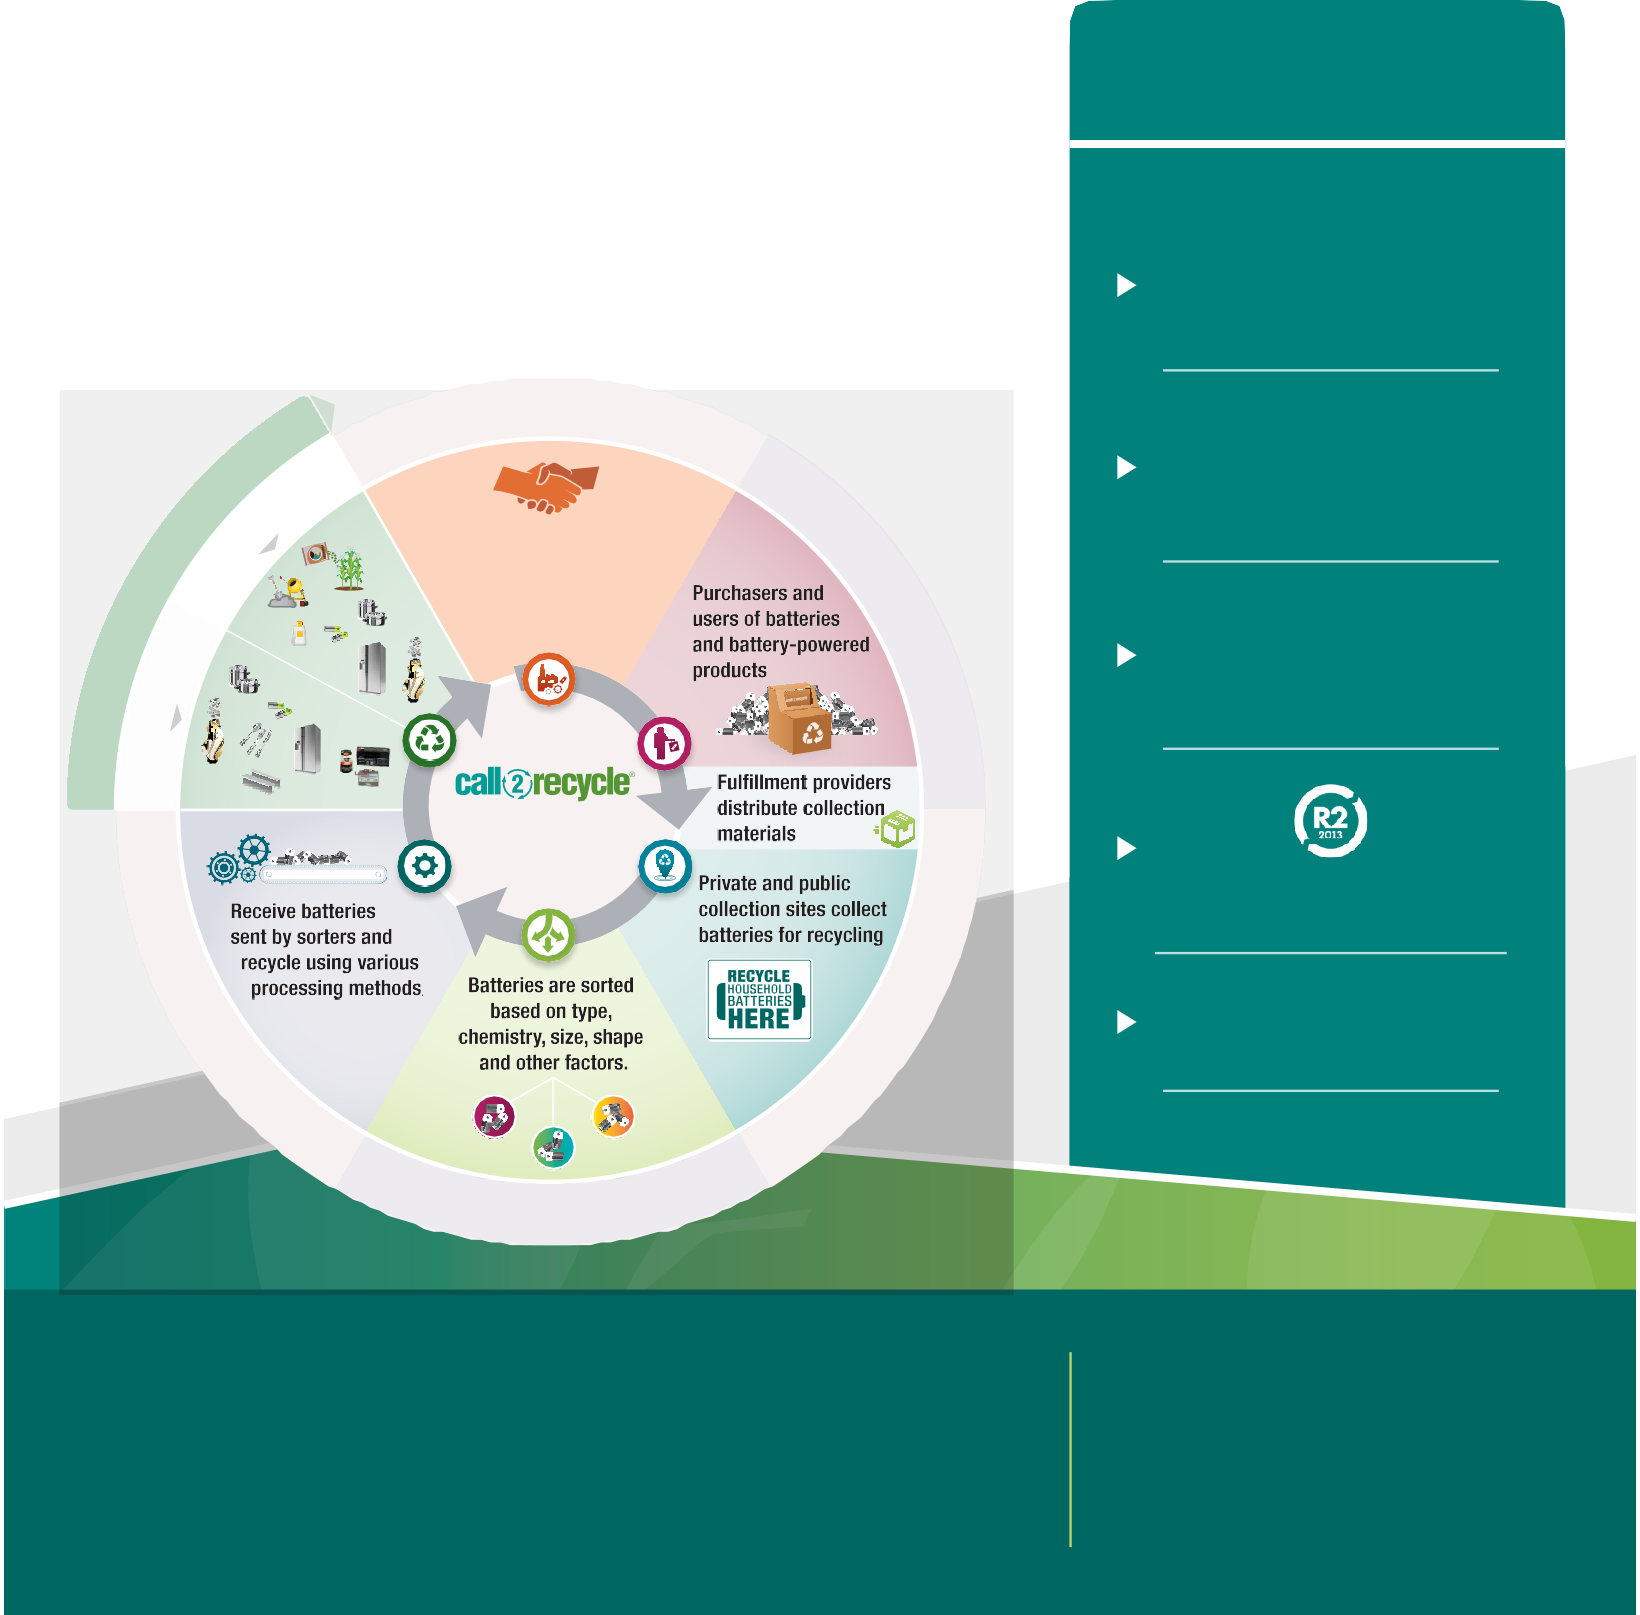 Purchasers and
users of batteries
and battery-powered
products
call2recycle®
Fulfillment providers
distribute collection
materials
R2
2013
Private and public
collection sites collect
batteries for recycling
Receive batteries
sent by sorters and
recycle using various
processing methods.
RECYCLE
HOUSEHOLD
BATTERIES
HERE
Batteries are sorted
based on type,
chemistry, size, shape
and other factors.